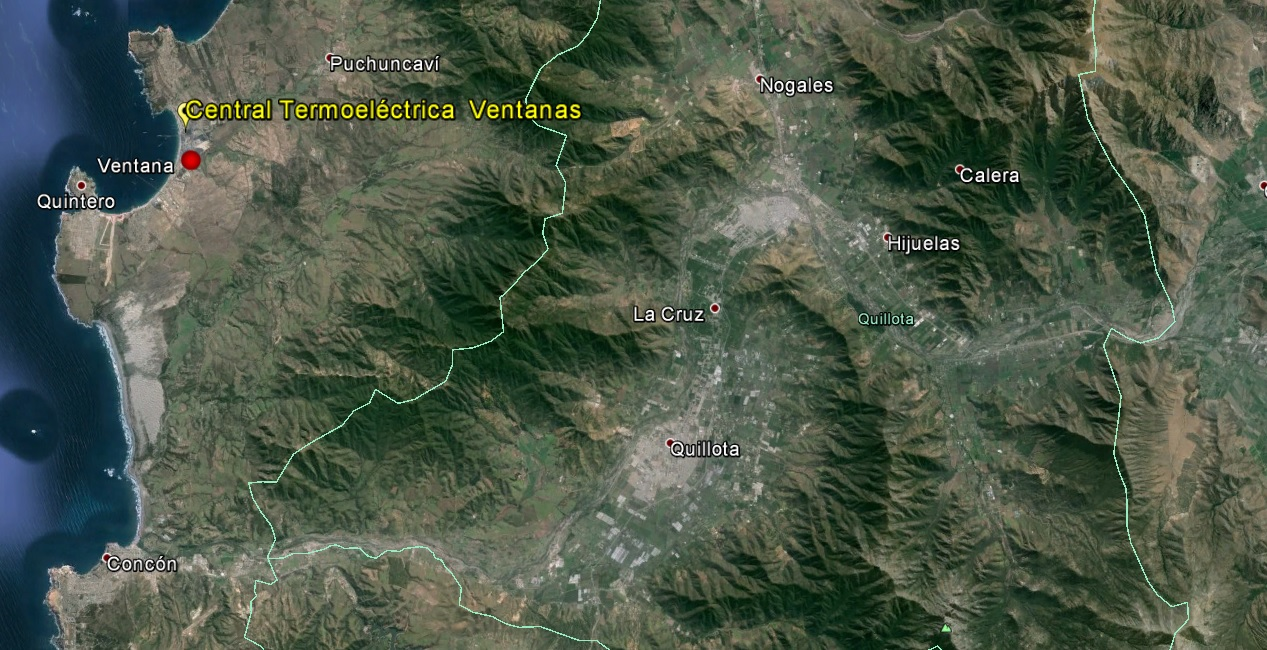 Puchuncaví
Nogales
Central Termoeléctrica Ventanas
Ventana
Calera
Quintero
Hijuelas
La Cruz
Quillota
Quillota
Concón